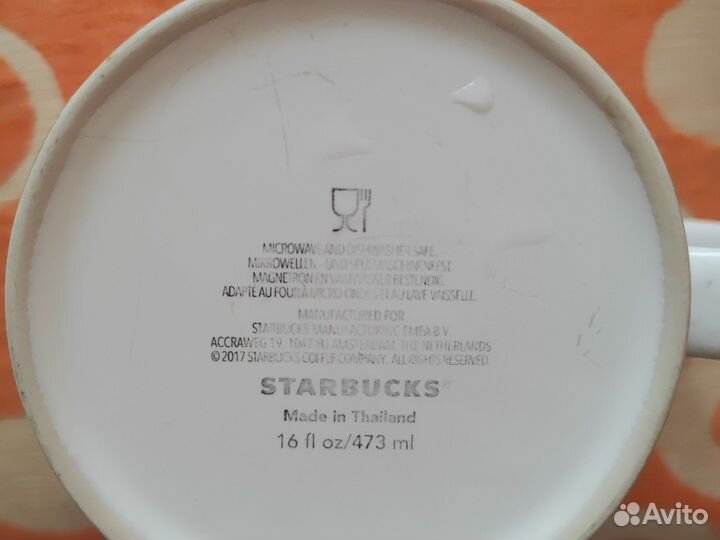 MICROWAVE AND DISHWASHER SAFE.
MIKROWELLEN - UND SPÜLMASCHINENFEST.
MAGNETRON EN VAATWASSER BESTENDIG.
ADAPTE AU FOUR À MICRO-ONDES ET AU LAVE VAISSELLE.
MANUFACTURED FOR
STARBUCKS MANUFACTURING EMEA B.V.
ACCRAWEG 19, 1047 HJ AMSTERDAM, THE NETHERLANDS
©2017 STARBUCKS COFFEE COMPANY. ALL RIGHTS RESERVED.
STARBUCKS®
Made in Thailand
16 fl oz/473 ml
Avito